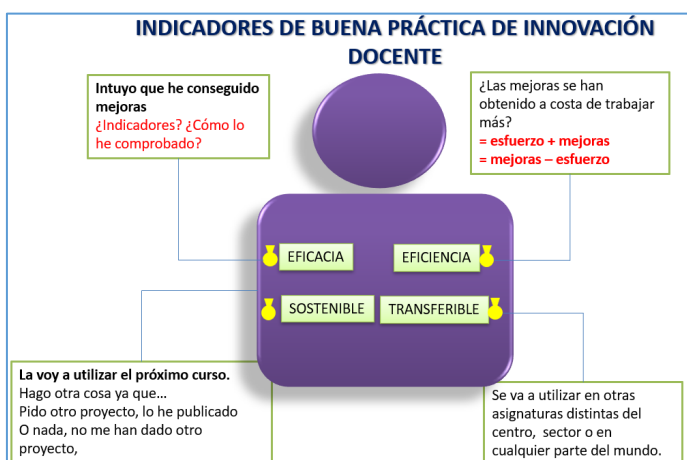 INDICADORES DE BUENA PRÁCTICA DE INNOVACIÓN
DOCENTE
Intuyo que he conseguido
mejoras
¿Indicadores? ¿Cómo lo
he comprobado?
¿Las mejoras se han
obtenido a costa de trabajar
más?
= esfuerzo + mejoras
= mejoras – esfuerzo
EFICACIA
EFICIENCIA
SOSTENIBLE
TRANSFERIBLE
La voy a utilizar el próximo curso.
Hago otra cosa ya que…
Pido otro proyecto, lo he publicado
O nada, no me han dado otro
proyecto,
Se va a utilizar en otras
asignaturas distintas del
centro, sector o en
cualquier parte del mundo.